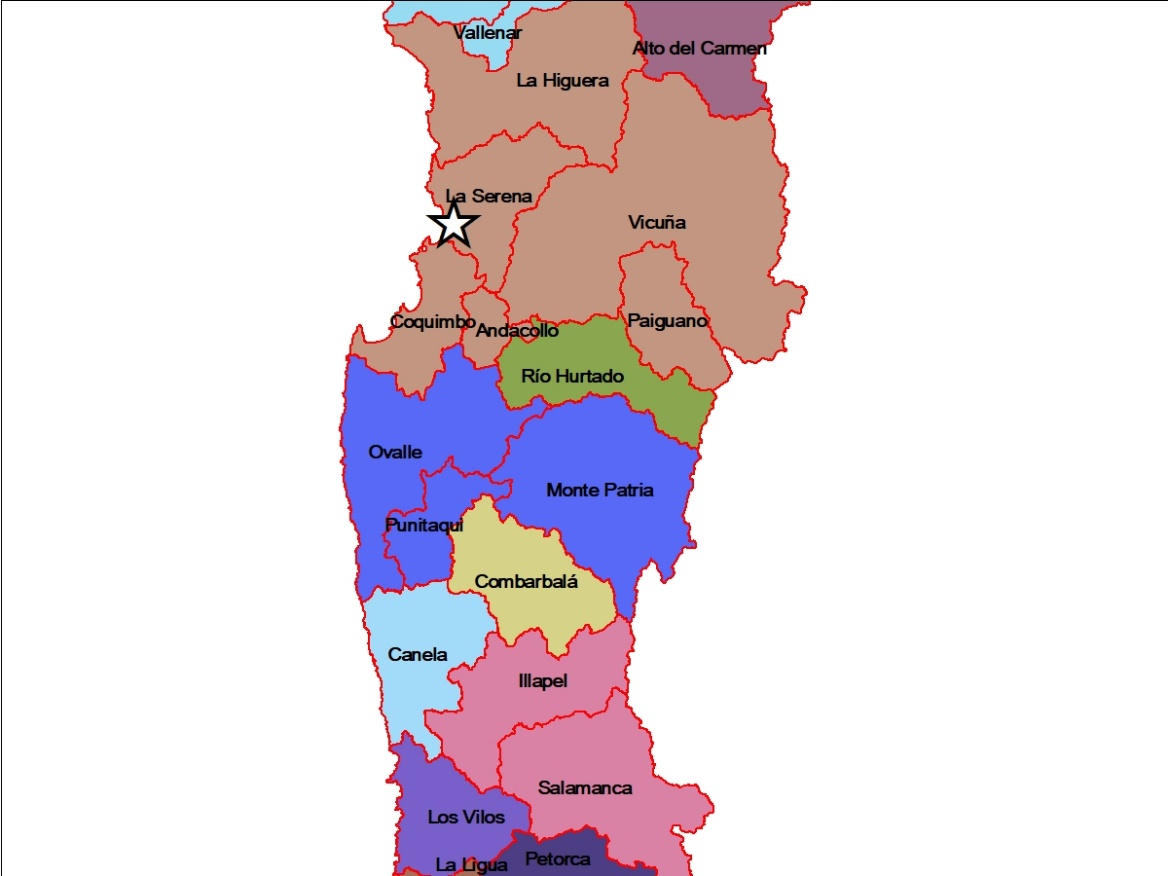 Vallenar
Alto del Carmen
La Higuera
La Serena
Vicuña
Coquimbo
Andacollo
Paiguano
Río Hurtado
Ovalle
Monte Patria
Punitaqui
Combarbalá
Canela
Illapel
Salamanca
Los Vilos
La Ligua
Petorca